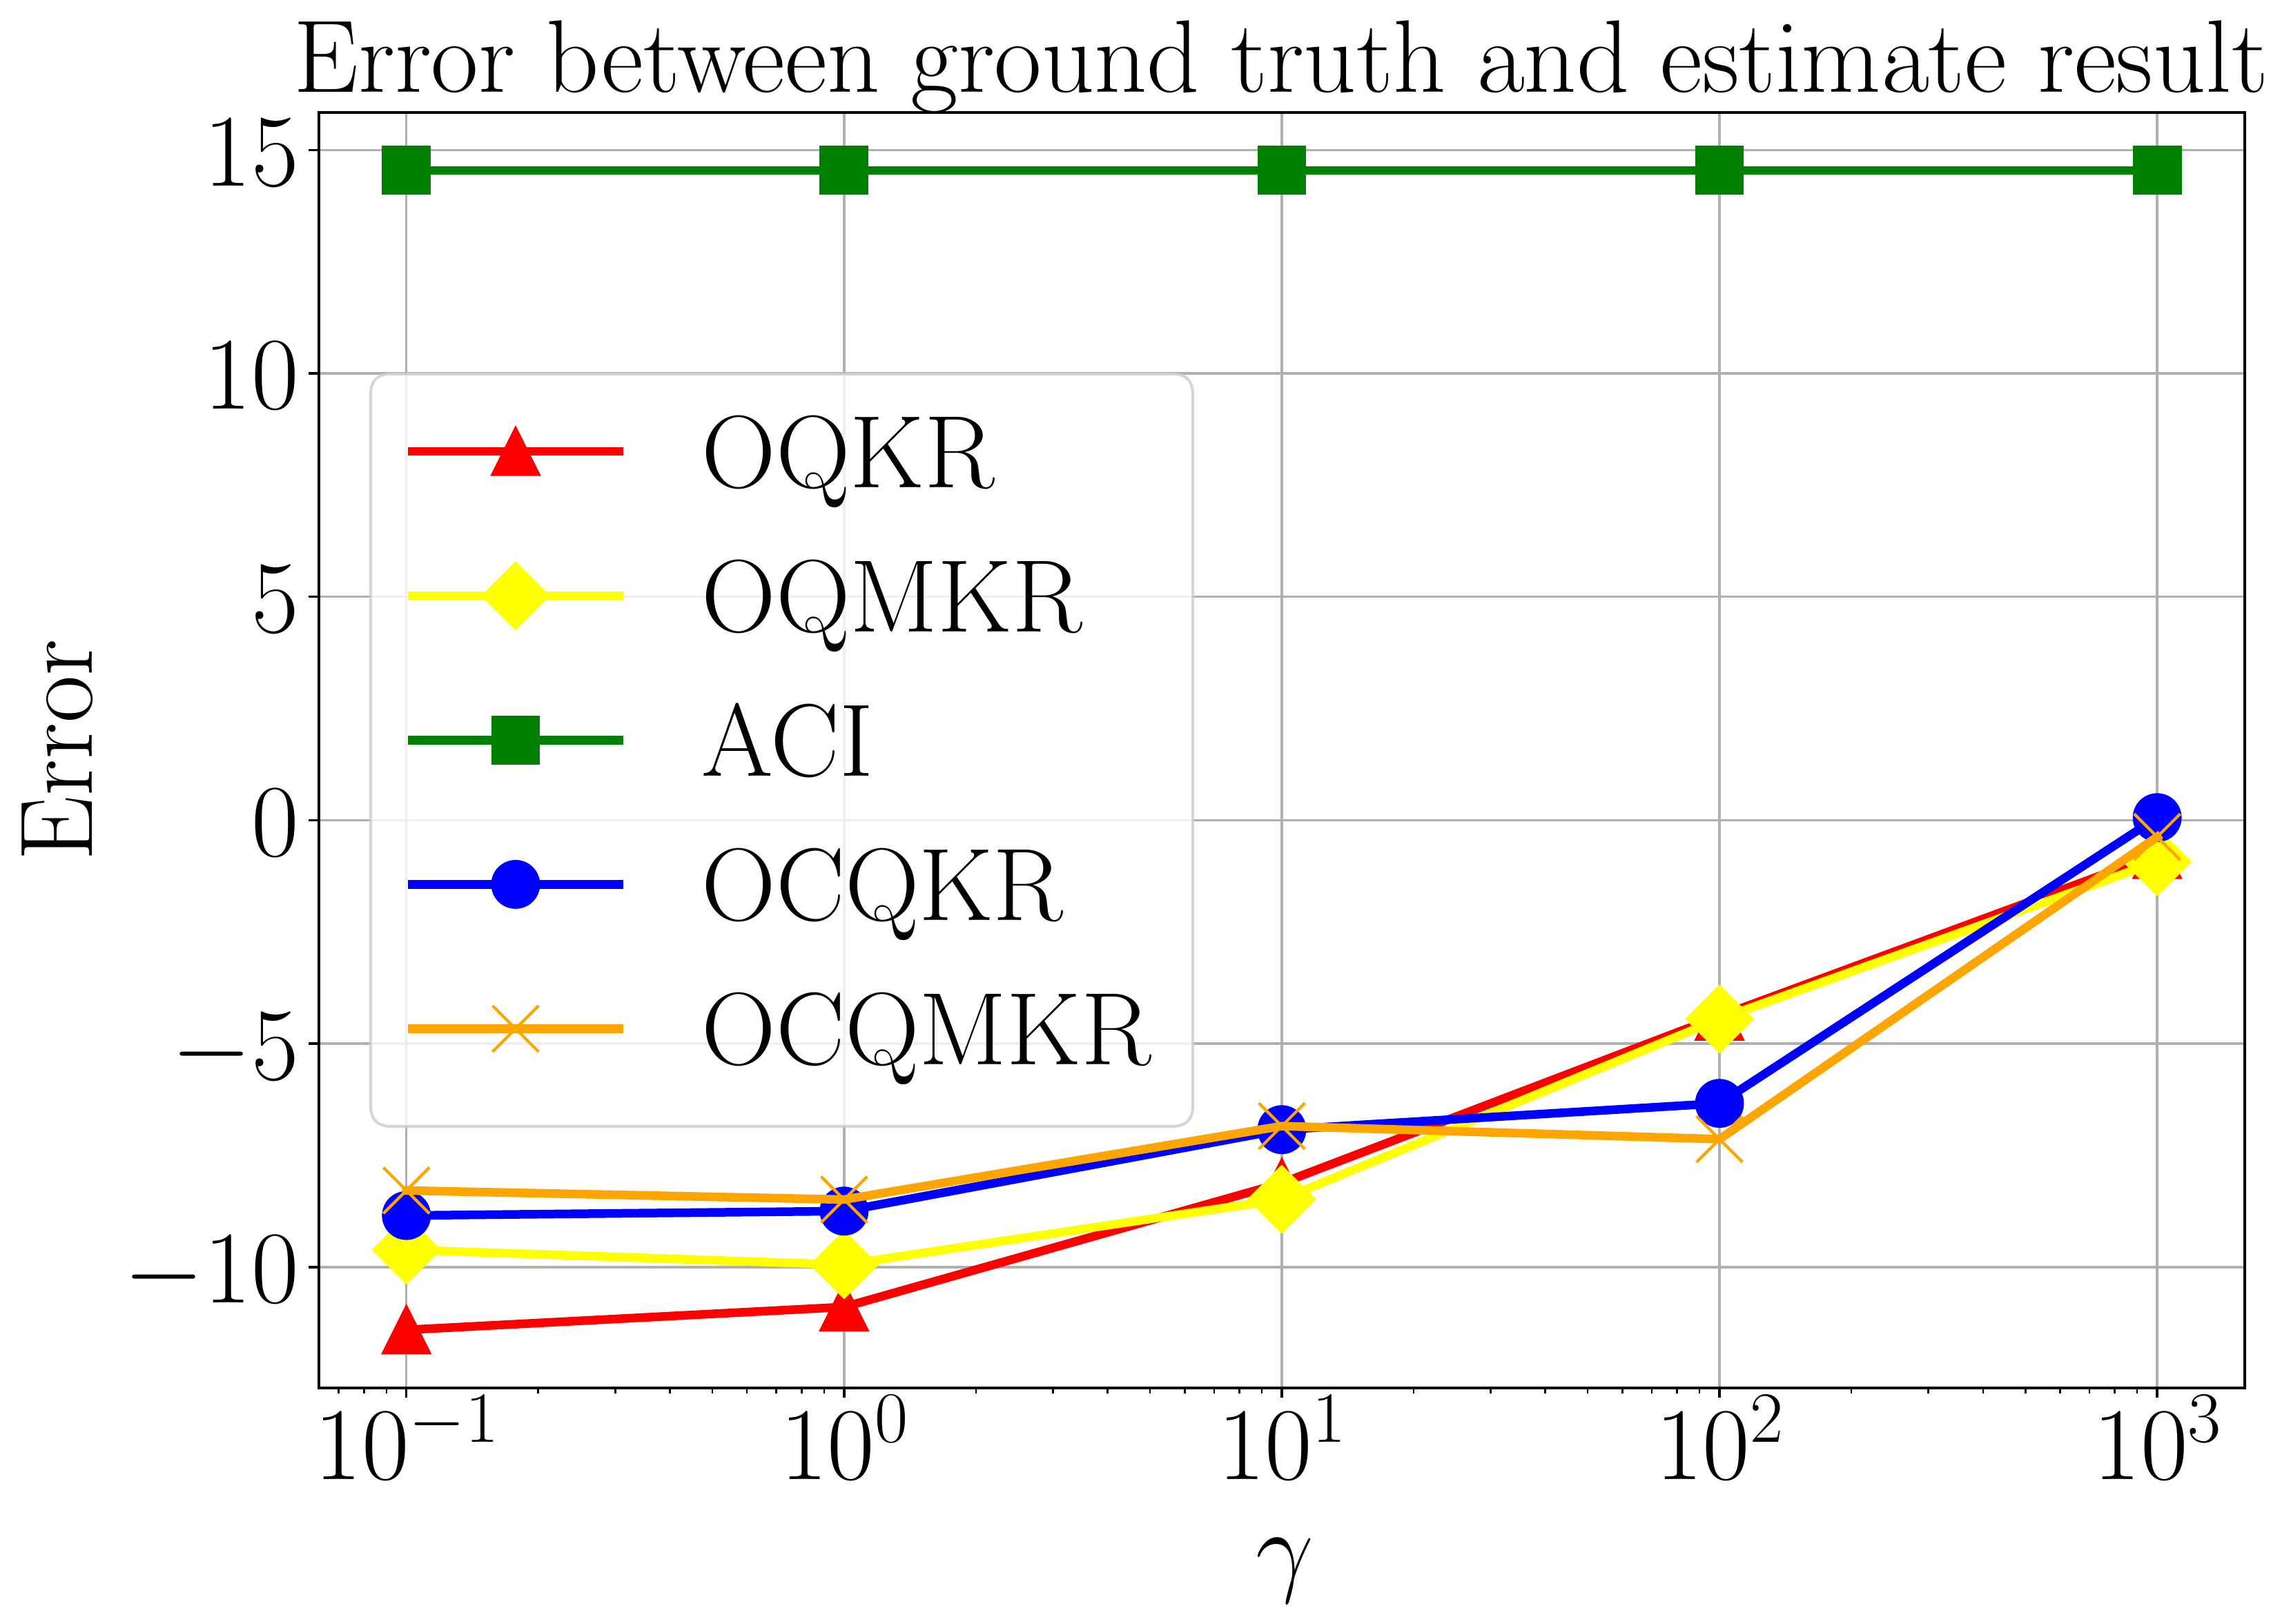 Error between ground truth and estimate result
15
10
5
0
−5
−10
Error
OQKR
OQMKR
ACI
OCQKR
OCQMKR
10⁻¹ 10⁰ 10¹ 10² 10³
γ